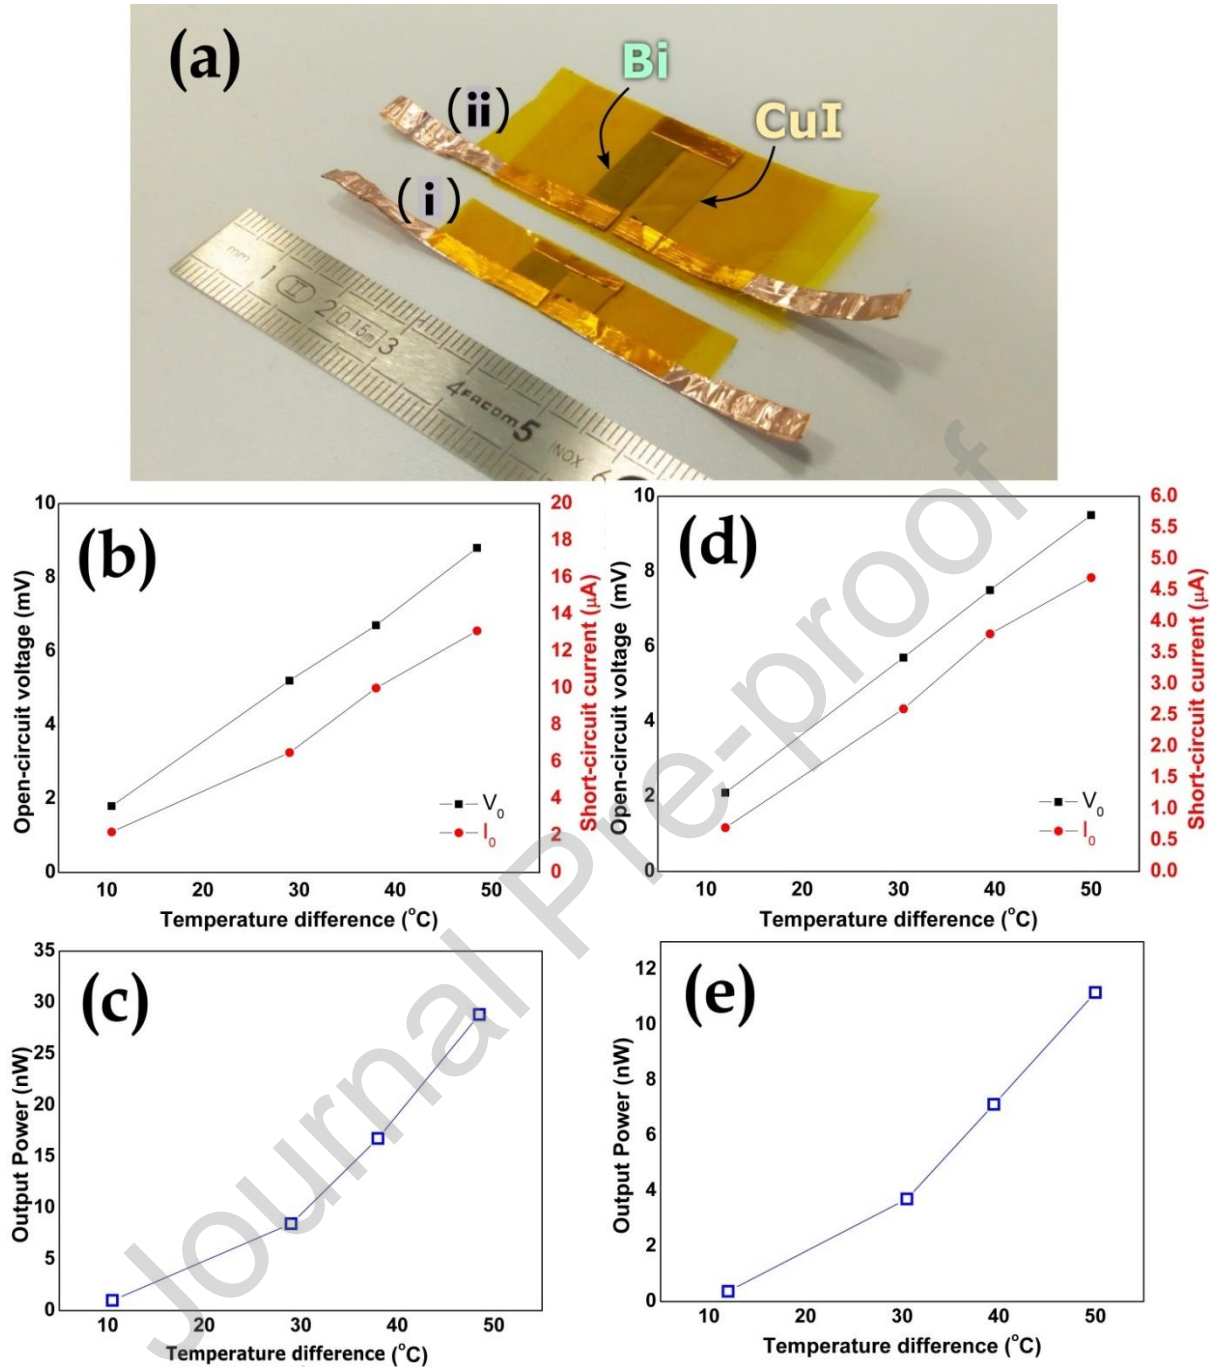 (a)
Bi
(ii)
CuI
(i)
mm 1 2 0.15m 3 4 FACOM 5 INOX 6
(b)
Open-circuit voltage (mV)
10
8
6
4
2
0
Short-circuit current (μA)
20
18
16
14
12
10
8
6
4
2
0
V₀
I₀
10 20 30 40 50
Temperature difference (°C)
(d)
Open-circuit voltage (mV)
10
8
6
4
2
0
Short-circuit current (μA)
6.0
5.5
5.0
4.5
4.0
3.5
3.0
2.5
2.0
1.5
1.0
0.5
0.0
V₀
I₀
10 20 30 40 50
Temperature difference (°C)
(c)
Output Power (nW)
35
30
25
20
15
10
5
0
10 20 30 40 50
Temperature difference (°C)
(e)
Output Power (nW)
12
10
8
6
4
2
0
10 20 30 40 50
Temperature difference (°C)
Journal Pre-proof